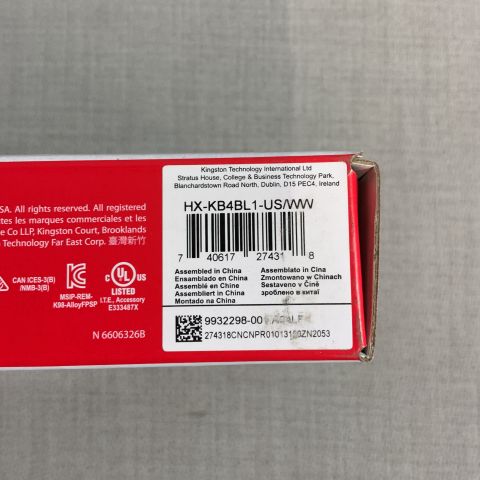 Kingston Technology International Ltd
Stratus House, College & Business Technology Park,
Blanchardstown Road North, Dublin, D15 PEC4, Ireland
HX-KB4BL1-US/WW
7 40617 27431 8
Assembled in China Assemblato in Cina
Assemblé en Chine Zmontowano w Chinach
Assembliert in China Sestaveno v Číně
Ensamblado en China зроблено в китаї
Montado na China
9932298-00
274318CNCNPR01013100ZN2053
SA. All rights reserved. All registered
tes les marques commerciales et les
e Co LLP, Kingston Court, Brooklands
Technology Far East Corp. 臺灣新竹
CAN ICES-3(B)
/NMB-3(B)
MSIP-REM-
K98-AlloyFPSP
c UL US
LISTED
I.T.E., Accessory
E333487X
N 6606326B